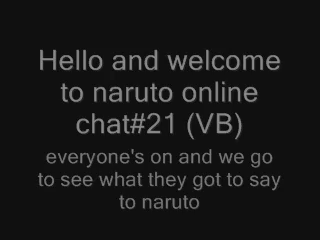 Hello and welcome
to naruto online
chat#21 (VB)
everyone's on and we go
to see what they got to say
to naruto